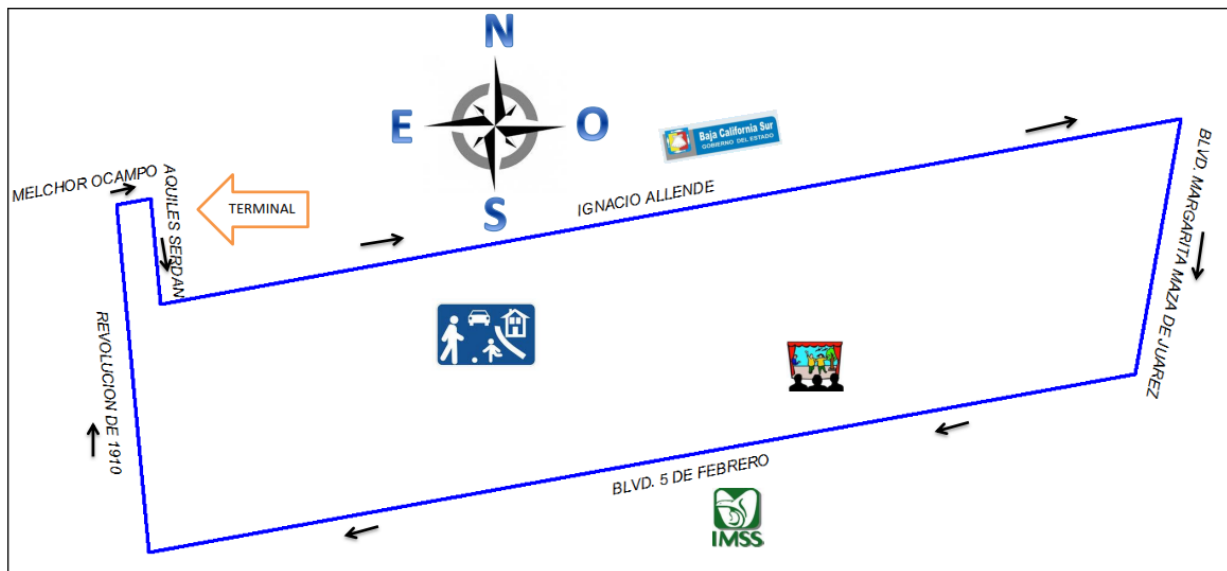 N
E
O
S
Baja California Sur
GOBIERNO DEL ESTADO
MELCHOR OCAMPO
AQUILES SERDAN
TERMINAL
IGNACIO ALLENDE
BLVD. MARGARITA MAZA DE JUAREZ
REVOLUCION DE 1910
BLVD. 5 DE FEBRERO
IMSS